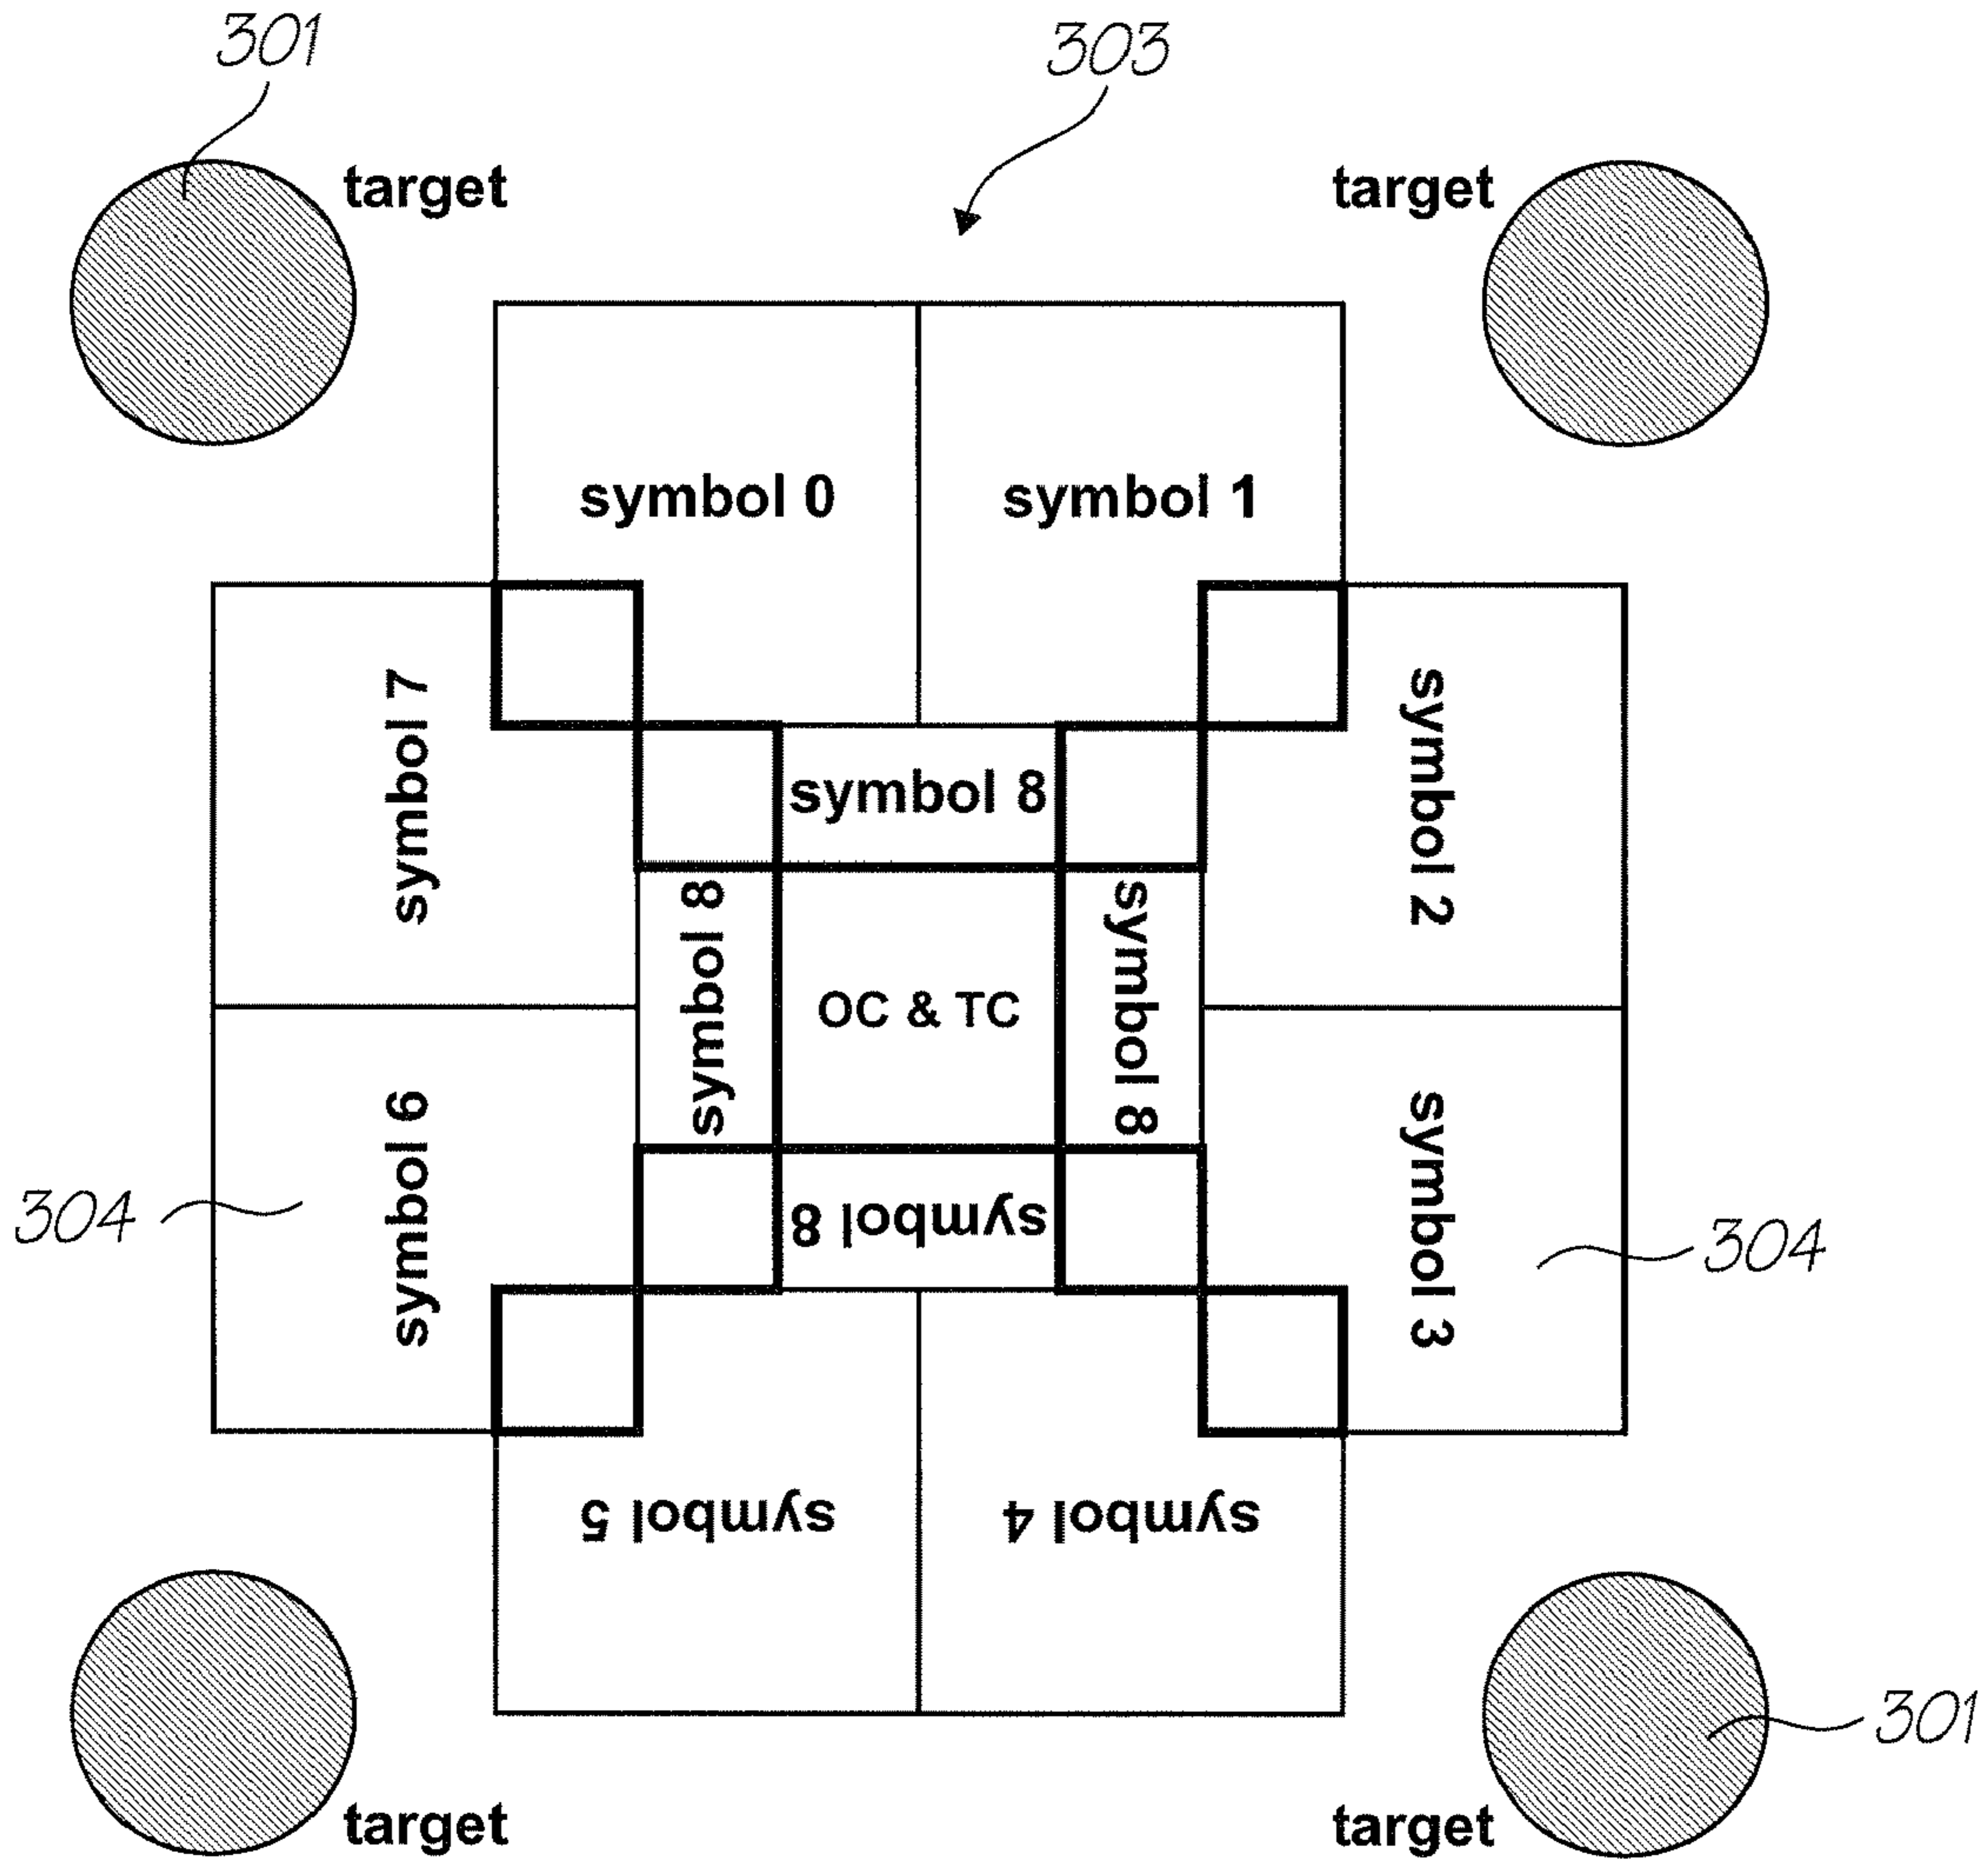 301
303
target
target
symbol 0
symbol 1
symbol 7
symbol 2
symbol 8
symbol 8
symbol 8
OC & TC
symbol 6
symbol 3
304
symbol 8
304
symbol 5
symbol 4
301
target
target